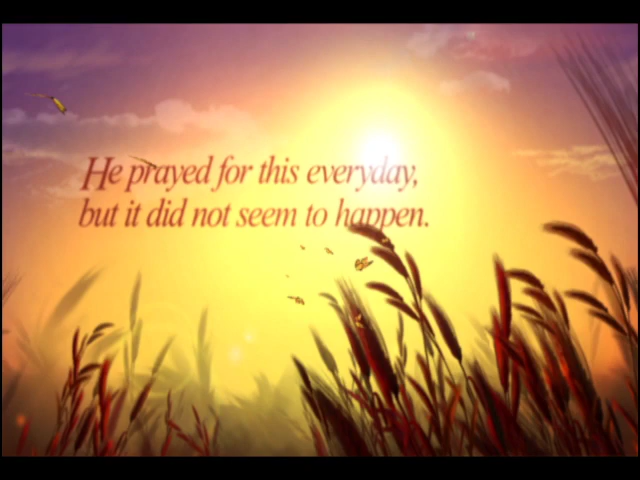 He prayed for this everyday,
but it did not seem to happen.